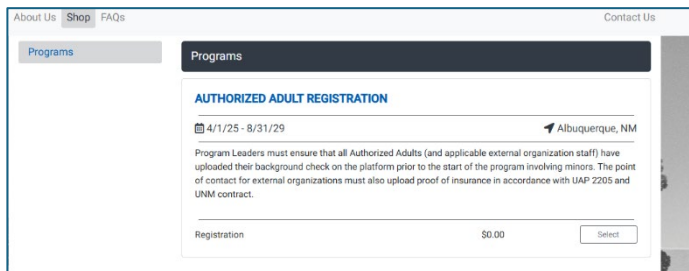 About Us Shop FAQs Contact Us
Programs
Programs
AUTHORIZED ADULT REGISTRATION
4/1/25 - 8/31/29 Albuquerque, NM
Program Leaders must ensure that all Authorized Adults (and applicable external organization staff) have
uploaded their background check on the platform prior to the start of the program involving minors. The point
of contact for external organizations must also upload proof of insurance in accordance with UAP 2205 and
UNM contract.
Registration $0.00 Select